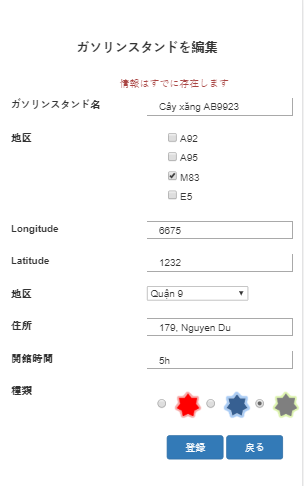 ガソリンスタンドを編集
情報はすでに存在します
ガソリンスタンド名 Cây xăng AB9923
地区 A92
A95
M83
E5
Longitude 6675
Latitude 1232
地区 Quận 9
住所 179, Nguyen Du
開館時間 5h
種類
登録 戻る